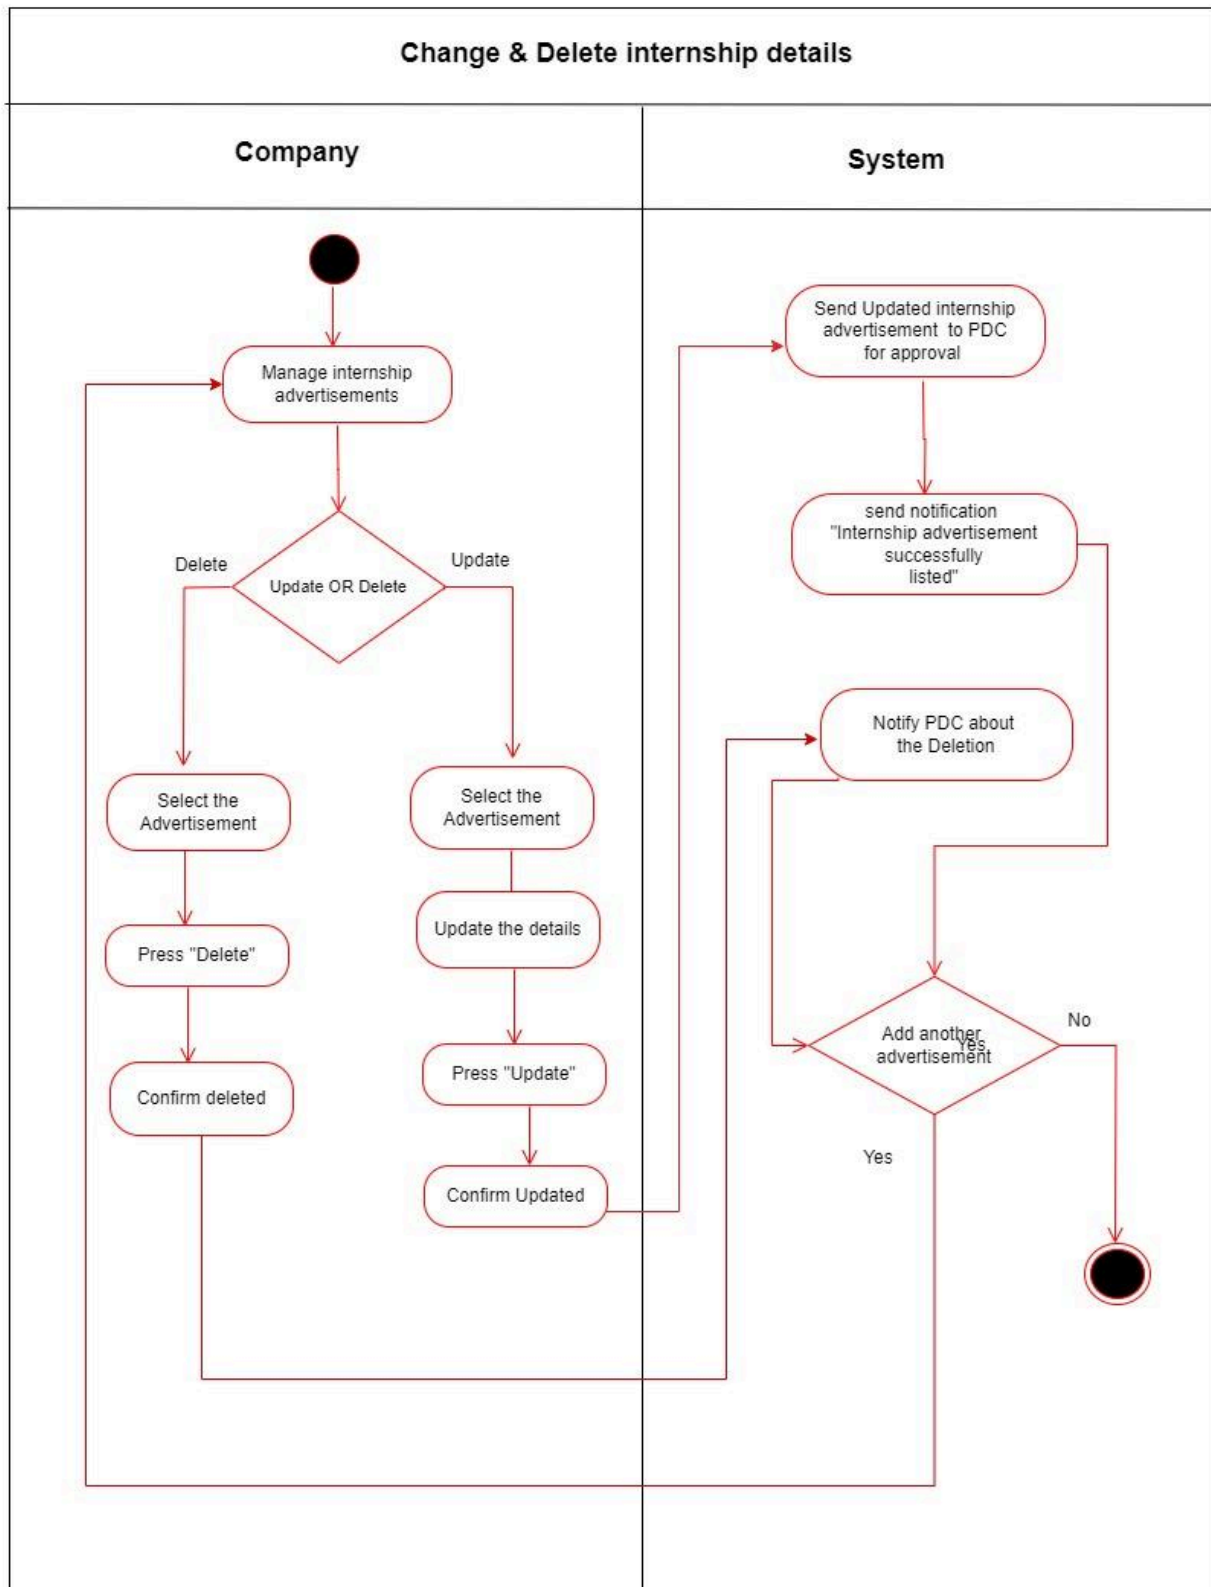 Change & Delete internship details
Company
System
Manage internship
advertisements
Delete
Update
Update OR Delete
Select the
Advertisement
Press "Delete"
Confirm deleted
Select the
Advertisement
Update the details
Press "Update"
Confirm Updated
Send Updated internship
advertisement to PDC
for approval
send notification
"Internship advertisement
successfully
listed"
Notify PDC about
the Deletion
Add another
Yes
advertisement
No
Yes